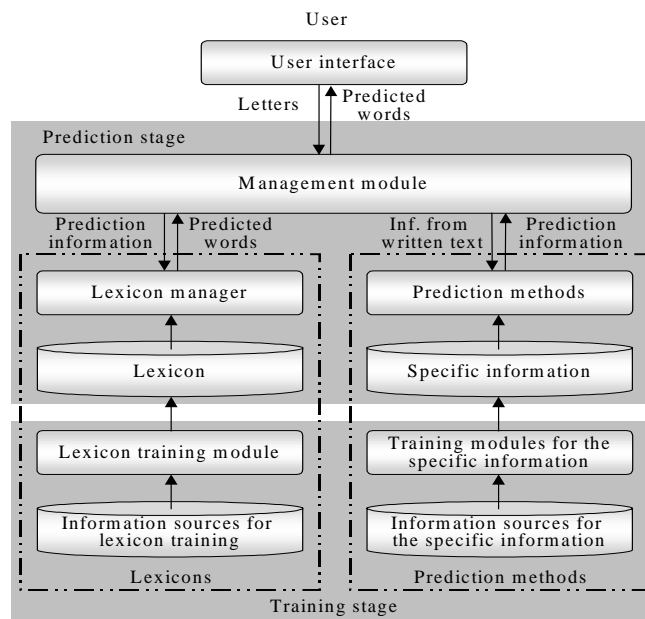 User
User interface
Letters
Predicted
words
Prediction stage
Management module
Prediction
information
Predicted
words
Inf. from
written text
Prediction
information
Lexicon manager
Prediction methods
Lexicon
Specific information
Lexicon training module
Training modules for the
specific information
Information sources for
lexicon training
Information sources for
the specific information
Lexicons
Prediction methods
Training stage